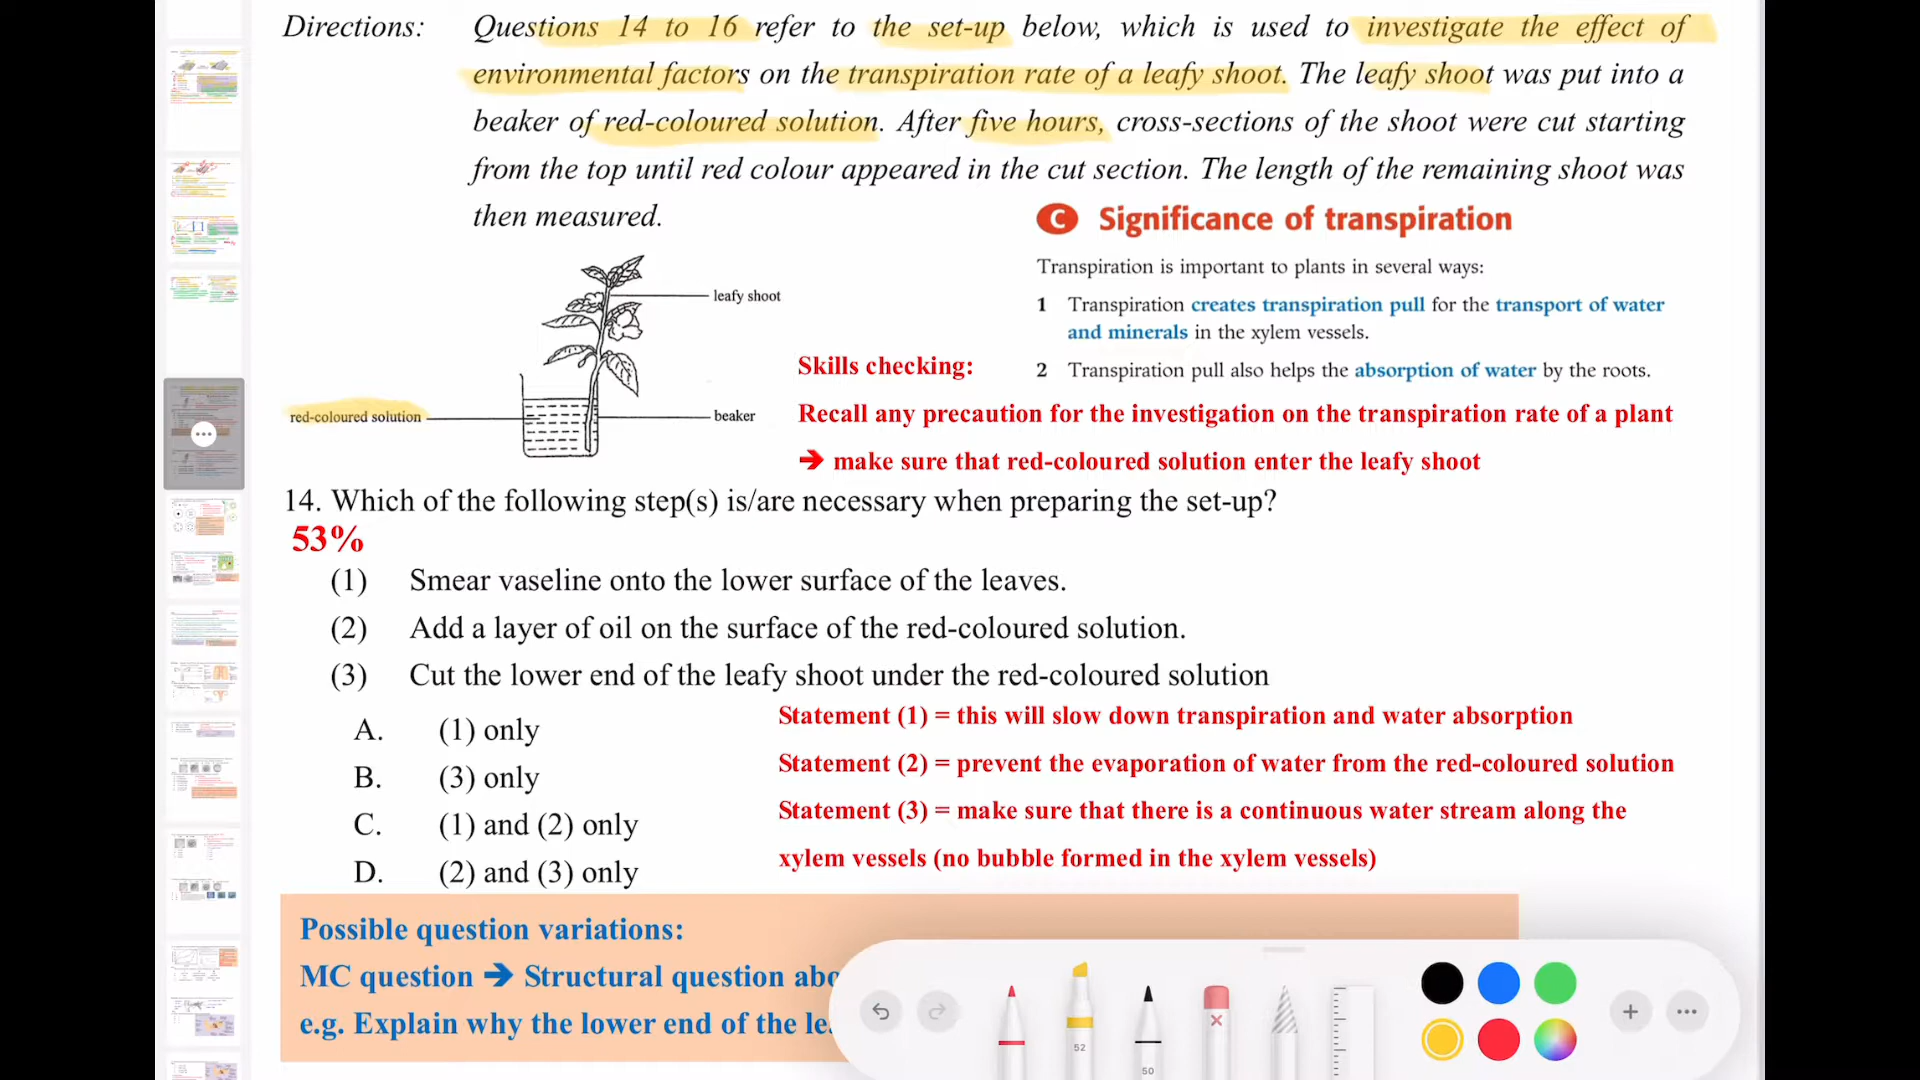 Directions: Questions 14 to 16 refer to the set-up below, which is used to investigate the effect of
environmental factors on the transpiration rate of a leafy shoot. The leafy shoot was put into a
beaker of red-coloured solution. After five hours, cross-sections of the shoot were cut starting
from the top until red colour appeared in the cut section. The length of the remaining shoot was
then measured.
C Significance of transpiration
Transpiration is important to plants in several ways:
1 Transpiration creates transpiration pull for the transport of water
and minerals in the xylem vessels.
2 Transpiration pull also helps the absorption of water by the roots.
leafy shoot
red-coloured solution
beaker
Skills checking:
Recall any precaution for the investigation on the transpiration rate of a plant
➔ make sure that red-coloured solution enter the leafy shoot
14. Which of the following step(s) is/are necessary when preparing the set-up?
53%
(1) Smear vaseline onto the lower surface of the leaves.
(2) Add a layer of oil on the surface of the red-coloured solution.
(3) Cut the lower end of the leafy shoot under the red-coloured solution
A. (1) only
B. (3) only
C. (1) and (2) only
D. (2) and (3) only
Statement (1) = this will slow down transpiration and water absorption
Statement (2) = prevent the evaporation of water from the red-coloured solution
Statement (3) = make sure that there is a continuous water stream along the
xylem vessels (no bubble formed in the xylem vessels)
Possible question variations:
MC question ➔ Structural question abo
e.g. Explain why the lower end of the le
52
50